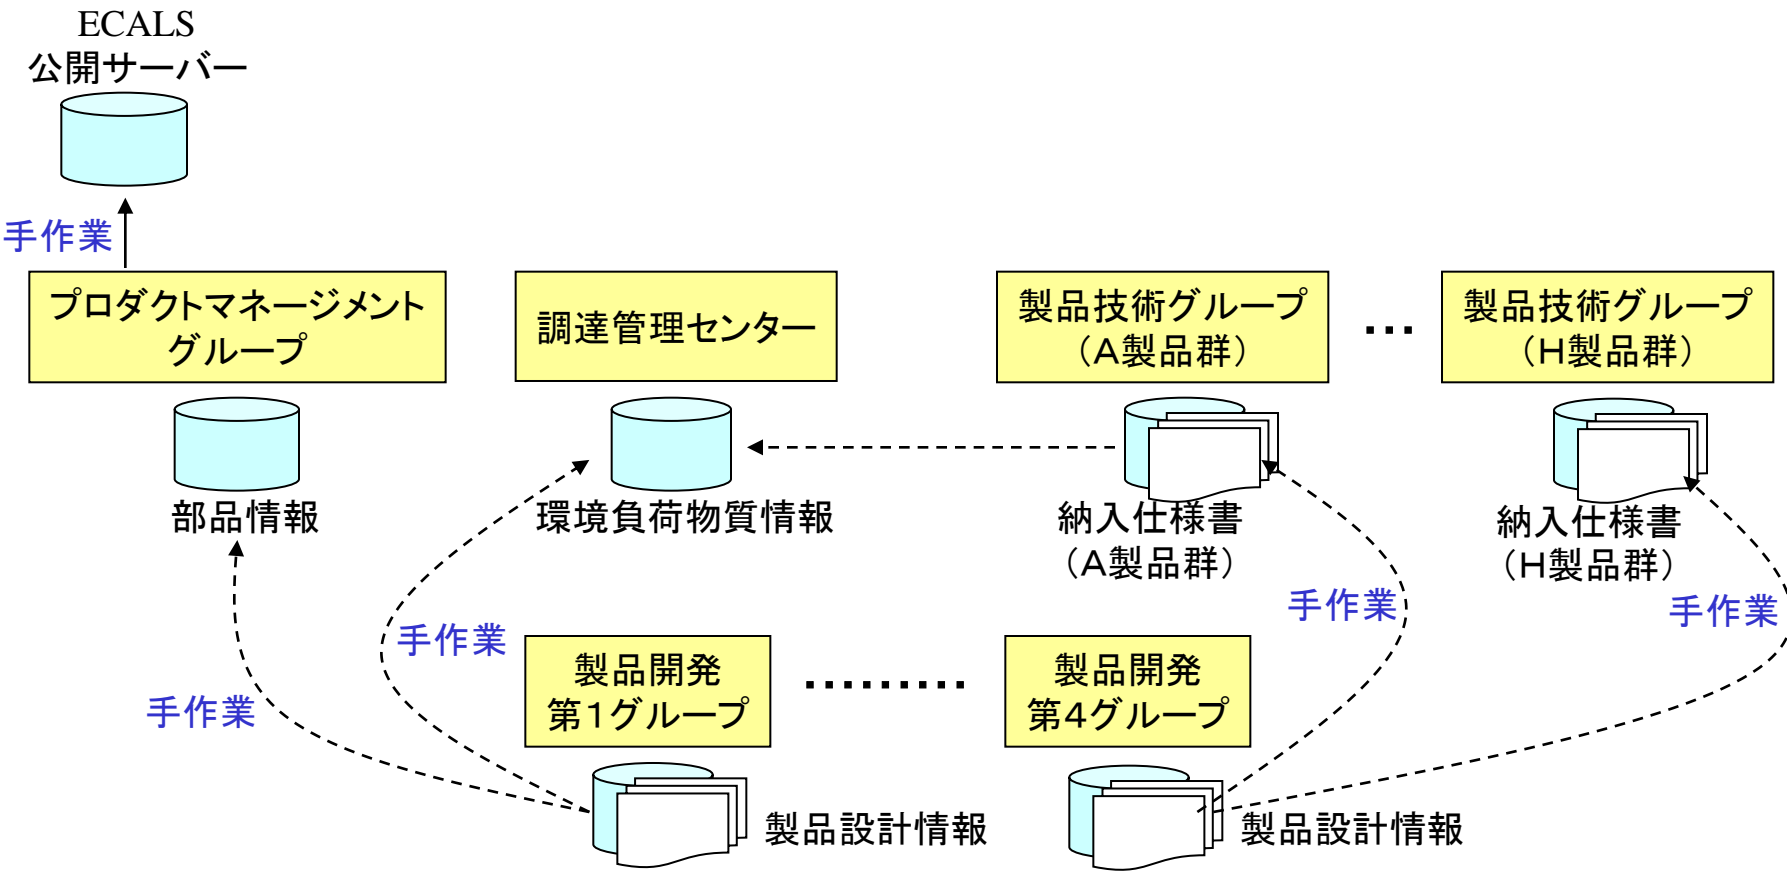 ECALS
公開サーバー
手作業
プロダクトマネージメント
グループ
調達管理センター
製品技術グループ
（Ａ製品群）
・・・
製品技術グループ
（Ｈ製品群）
部品情報
環境負荷物質情報
納入仕様書
（Ａ製品群）
納入仕様書
（Ｈ製品群）
手作業
手作業
手作業
手作業
製品開発
第１グループ
・・・・・・・・・
製品開発
第４グループ
製品設計情報
製品設計情報